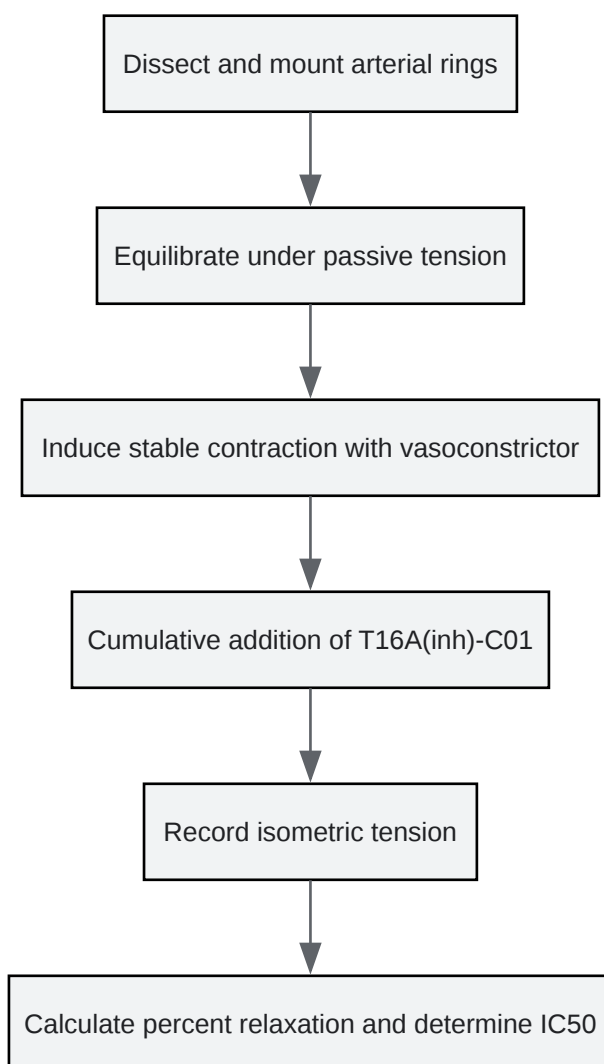 Dissect and mount arterial rings
Equilibrate under passive tension
Induce stable contraction with vasoconstrictor
Cumulative addition of T16A(inh)-C01
Record isometric tension
Calculate percent relaxation and determine IC50